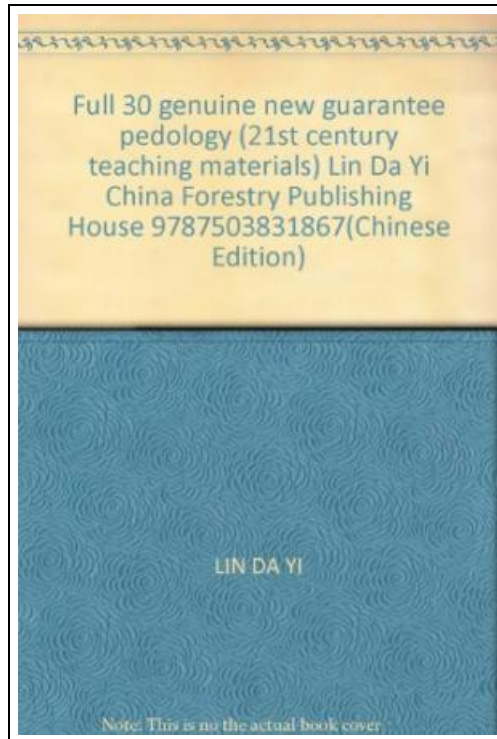 Full 30 genuine new guarantee
pedology (21st century
teaching materials) Lin Da Yi
China Forestry Publishing
House 9787503831867(Chinese
Edition)
LIN DA YI
Note: This is no the actual book cover